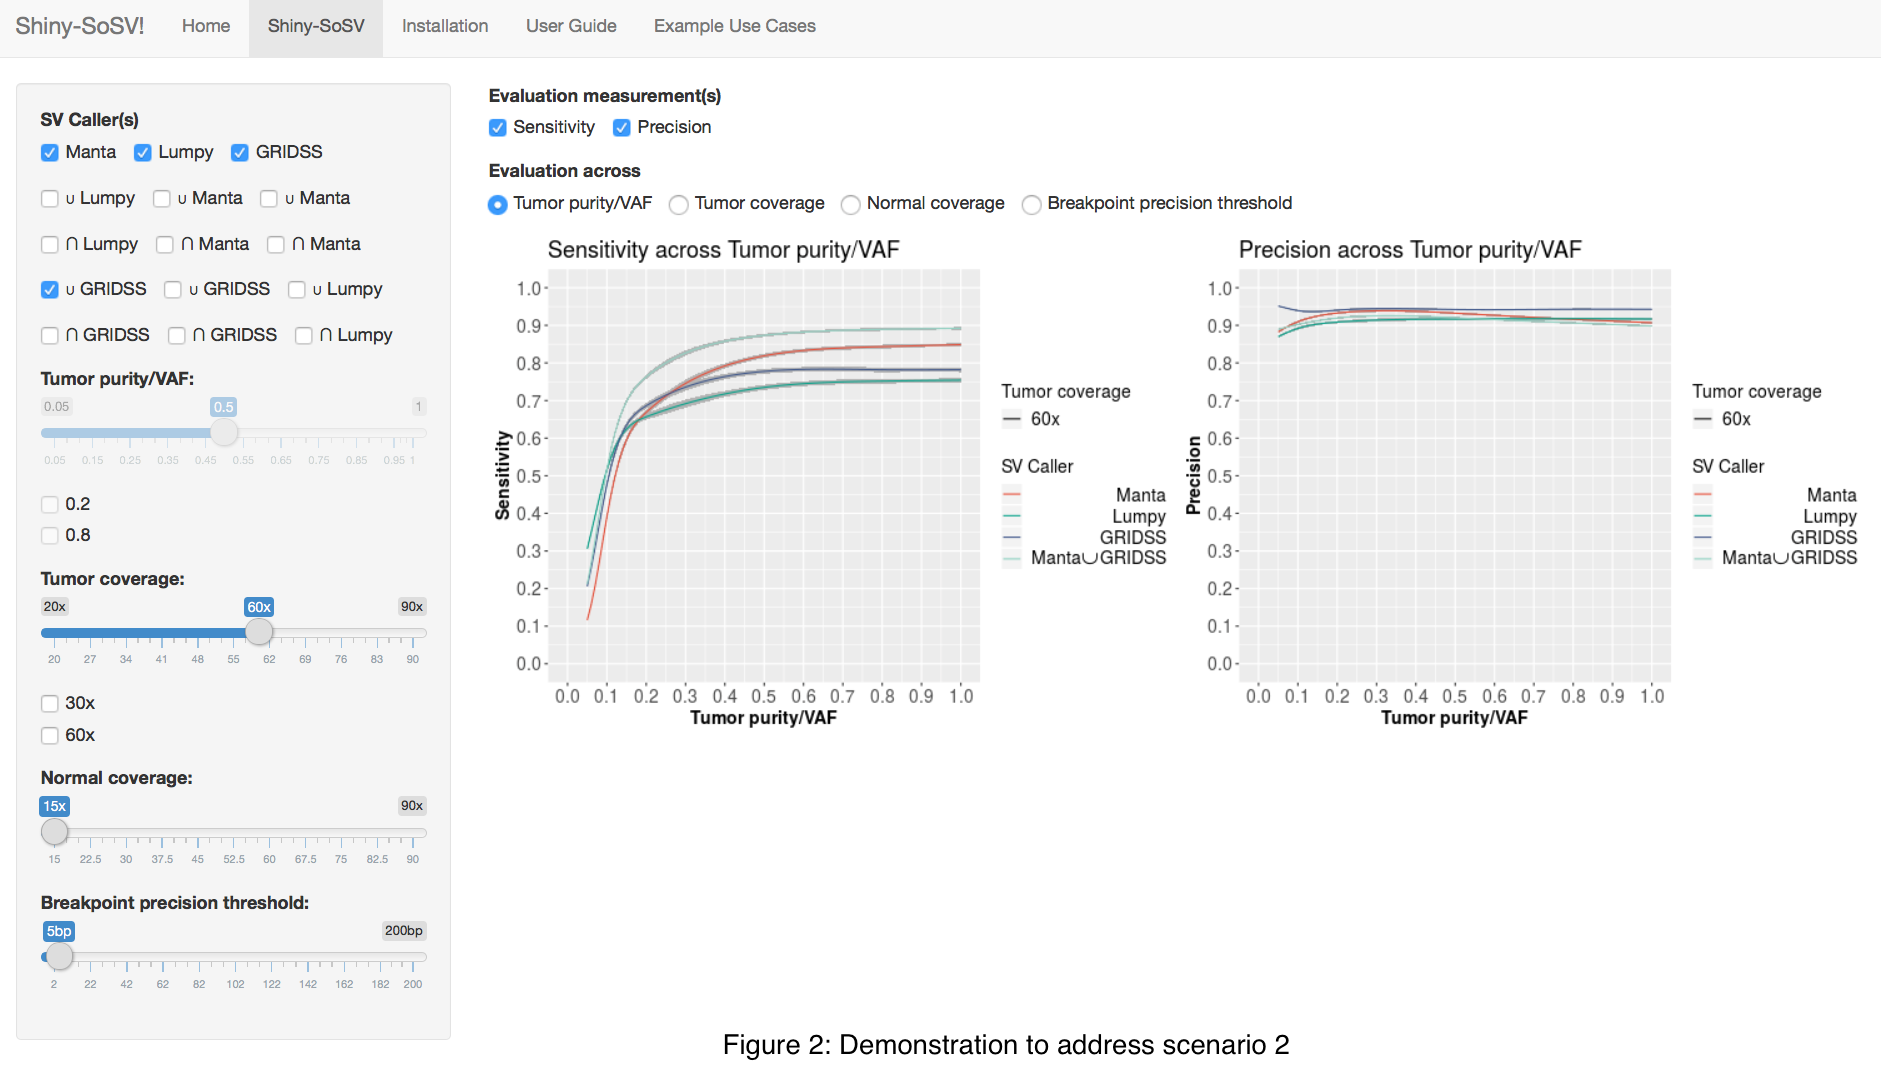 Shiny-SoSV! Home Shiny-SoSV Installation User Guide Example Use Cases
SV Caller(s)
Manta Lumpy GRIDSS
∪ Lumpy ∪ Manta ∪ Manta
∩ Lumpy ∩ Manta ∩ Manta
∪ GRIDSS ∪ GRIDSS ∪ Lumpy
∩ GRIDSS ∩ GRIDSS ∩ Lumpy
Tumor purity/VAF:
0.05 0.5 1
0.05 0.15 0.25 0.35 0.45 0.55 0.65 0.75 0.85 0.95 1
0.2
0.8
Tumor coverage:
20x 60x 90x
20 27 34 41 48 55 62 69 76 83 90
30x
60x
Normal coverage:
15x 90x
15 22.5 30 37.5 45 52.5 60 67.5 75 82.5 90
Breakpoint precision threshold:
5bp 200bp
2 22 42 62 82 102 122 142 162 182 200
Evaluation measurement(s)
Sensitivity Precision
Evaluation across
Tumor purity/VAF Tumor coverage Normal coverage Breakpoint precision threshold
Sensitivity across Tumor purity/VAF
1.0
0.9
0.8
0.7
0.6
0.5
0.4
0.3
0.2
0.1
0.0
Sensitivity
0.0 0.1 0.2 0.3 0.4 0.5 0.6 0.7 0.8 0.9 1.0
Tumor purity/VAF
Tumor coverage
60x
SV Caller
Manta
Lumpy
GRIDSS
Manta∪GRIDSS
Precision across Tumor purity/VAF
1.0
0.9
0.8
0.7
0.6
0.5
0.4
0.3
0.2
0.1
0.0
Precision
0.0 0.1 0.2 0.3 0.4 0.5 0.6 0.7 0.8 0.9 1.0
Tumor purity/VAF
Tumor coverage
60x
SV Caller
Manta
Lumpy
GRIDSS
Manta∪GRIDSS
Figure 2: Demonstration to address scenario 2